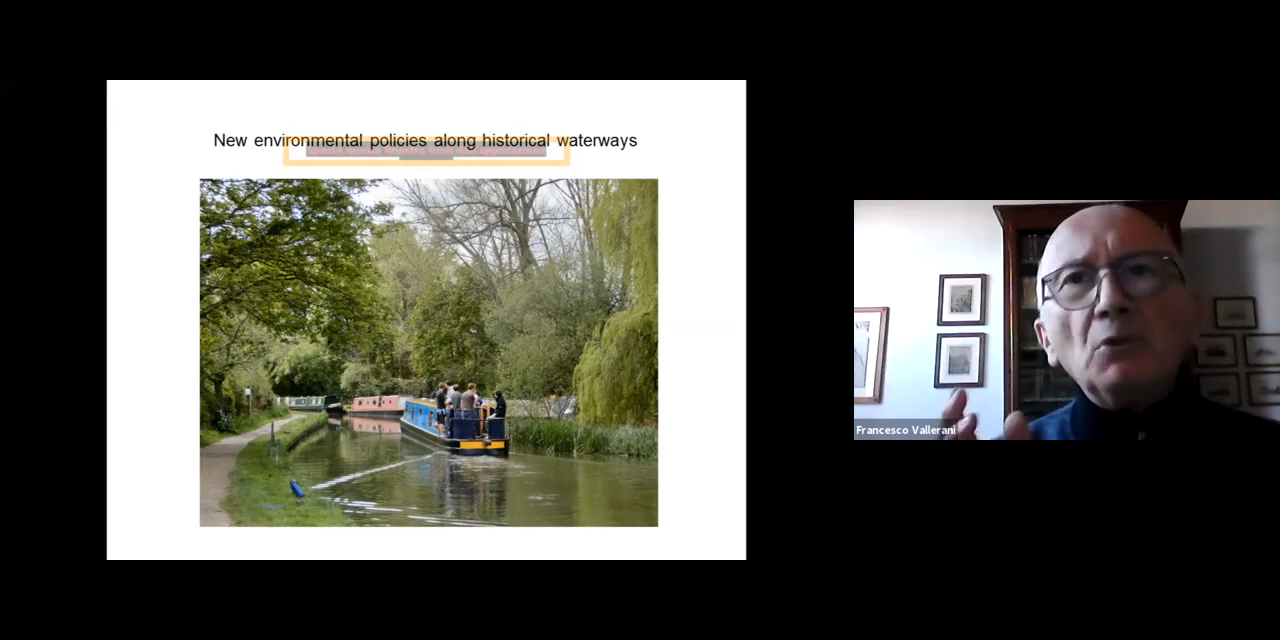 New environmental policies along historical waterways
Francesco Vallerani